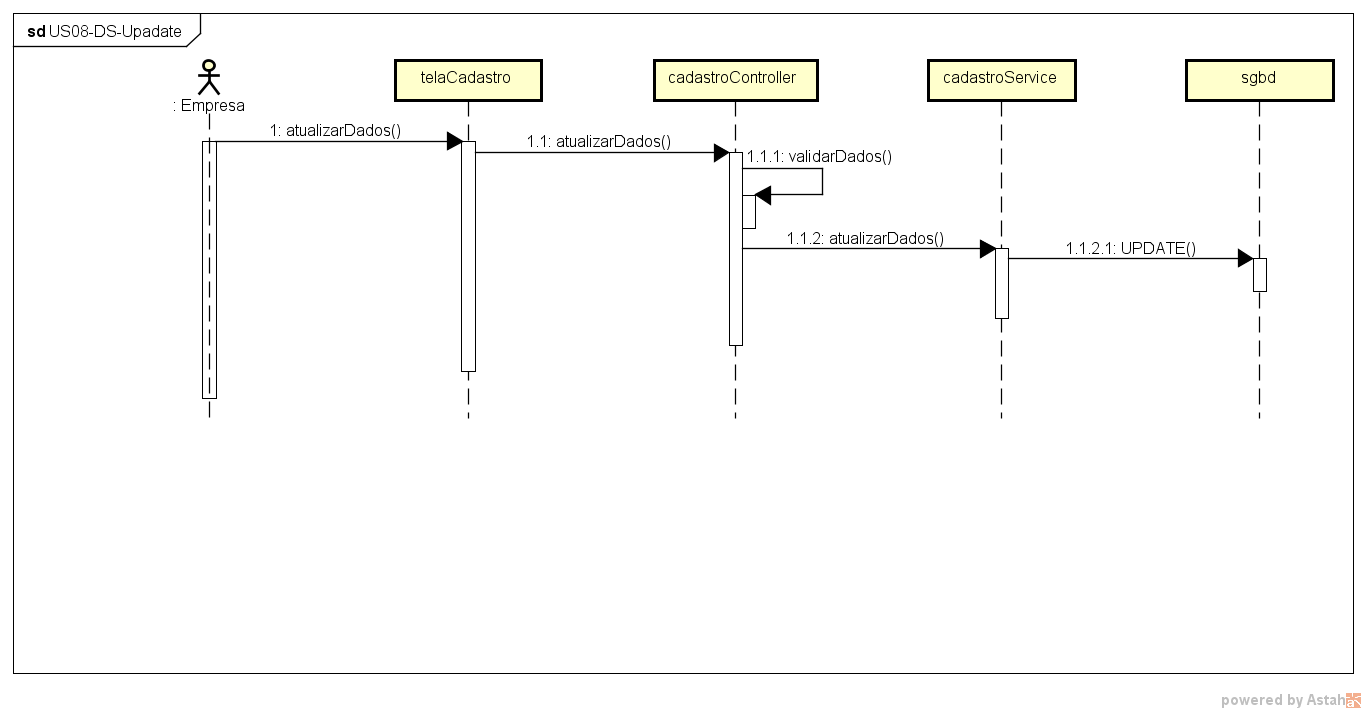 sd US08-DS-Upadate
: Empresa
telaCadastro
cadastroController
cadastroService
sgbd
1: atualizarDados()
1.1: atualizarDados()
1.1.1: validarDados()
1.1.2: atualizarDados()
1.1.2.1: UPDATE()
powered by Astah